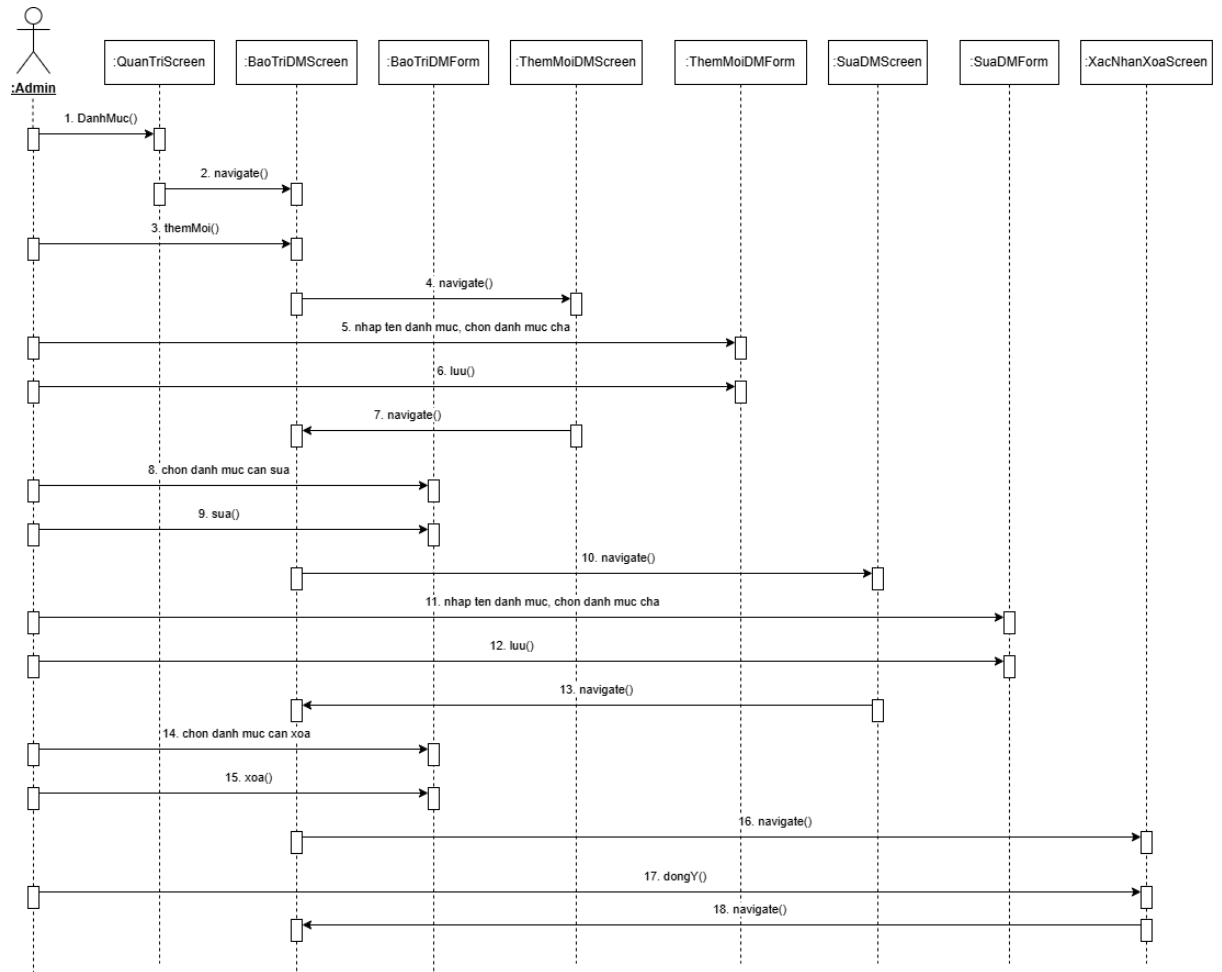 :Admin
:QuanTriScreen
:BaoTriDMScreen
:BaoTriDMForm
:ThemMoiDMScreen
:ThemMoiDMForm
:SuaDMScreen
:SuaDMForm
:XacNhanXoaScreen
1. DanhMuc()
2. navigate()
3. themMoi()
4. navigate()
5. nhap ten danh muc, chon danh muc cha
6. luu()
7. navigate()
8. chon danh muc can sua
9. sua()
10. navigate()
11. nhap ten danh muc, chon danh muc cha
12. luu()
13. navigate()
14. chon danh muc can xoa
15. xoa()
16. navigate()
17. dongY()
18. navigate()